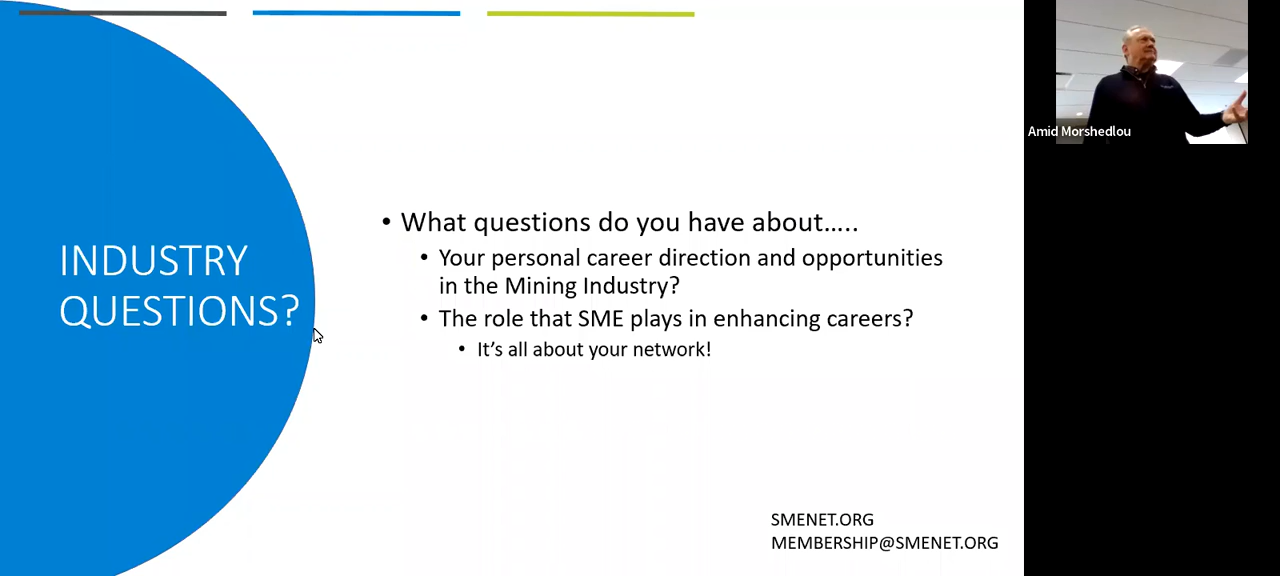 INDUSTRY
QUESTIONS?
• What questions do you have about.....
• Your personal career direction and opportunities
in the Mining Industry?
• The role that SME plays in enhancing careers?
• It's all about your network!
SMENET.ORG
MEMBERSHIP@SMENET.ORG
Amid Morshedlou